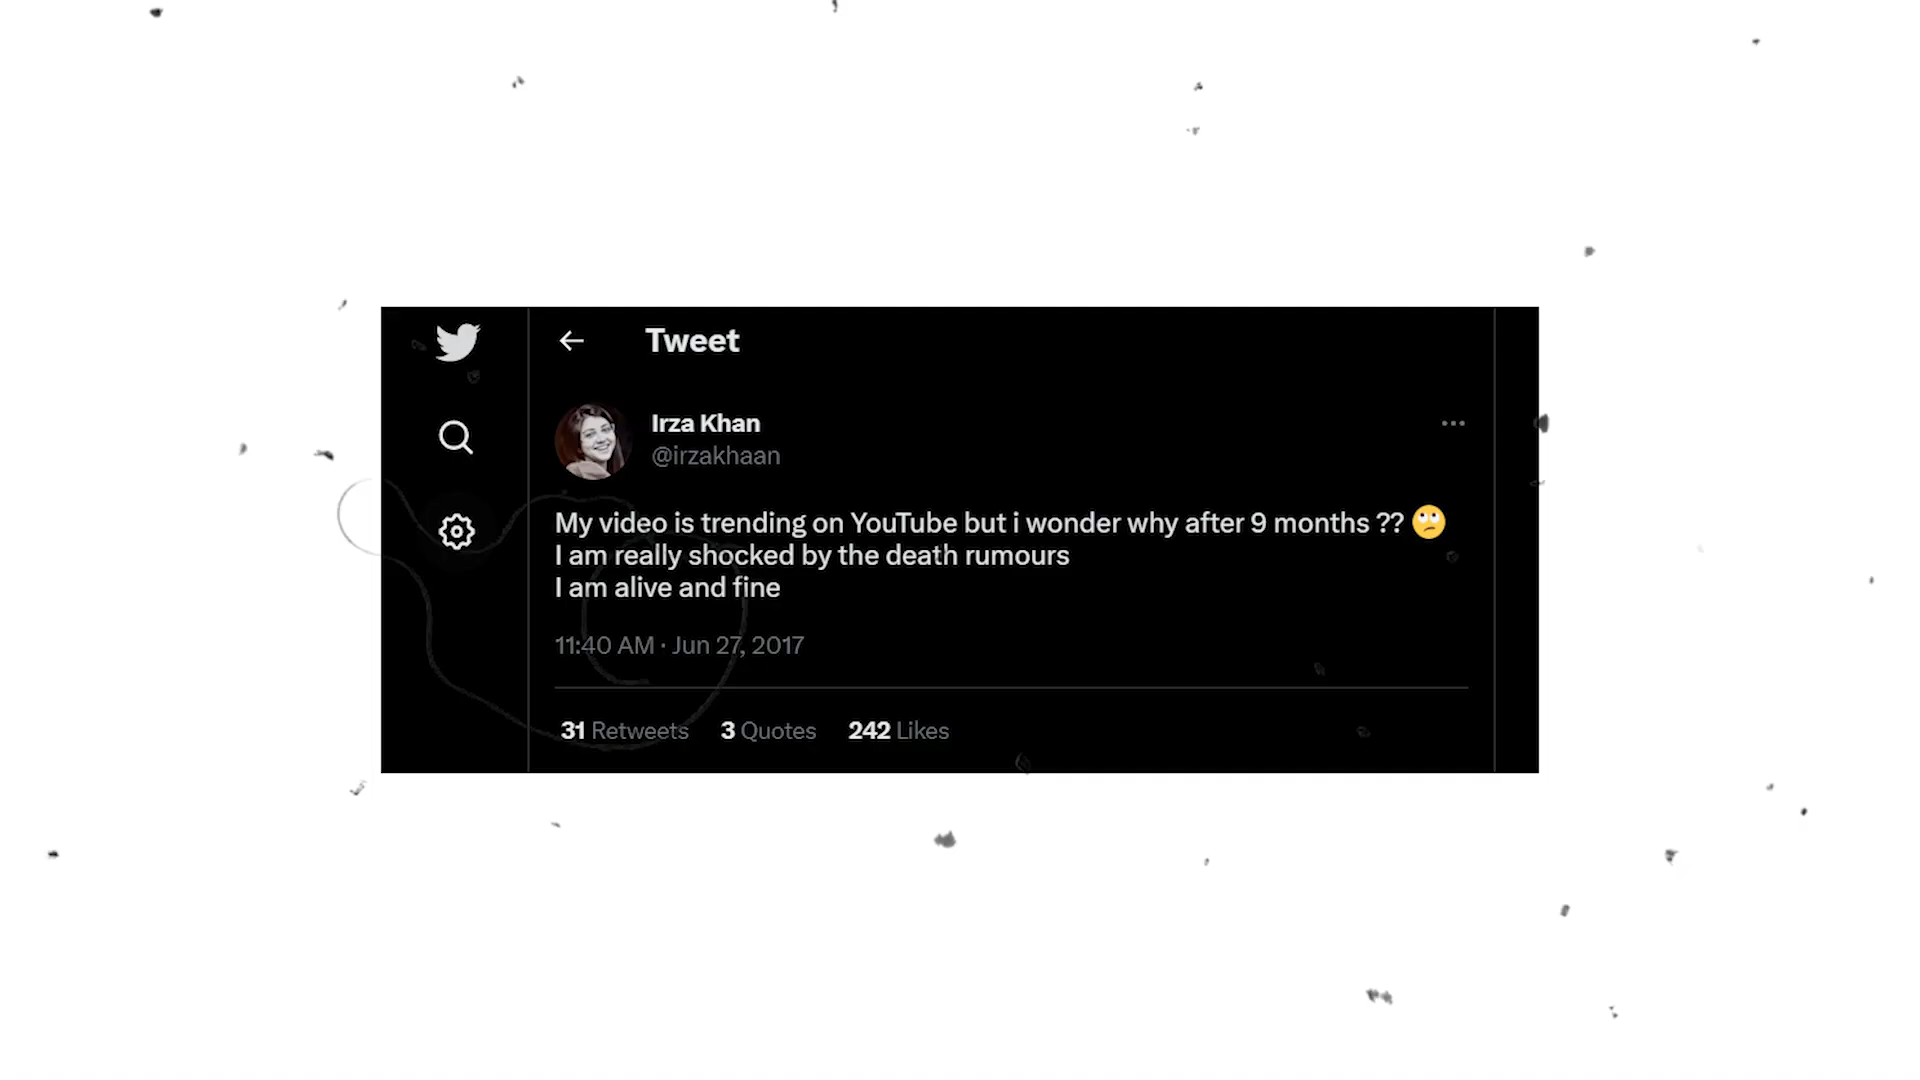 Tweet
Irza Khan
@irzakhaan
My video is trending on YouTube but i wonder why after 9 months ?? 🙄
I am really shocked by the death rumours
I am alive and fine
11:40 AM · Jun 27, 2017
31 Retweets 3 Quotes 242 Likes